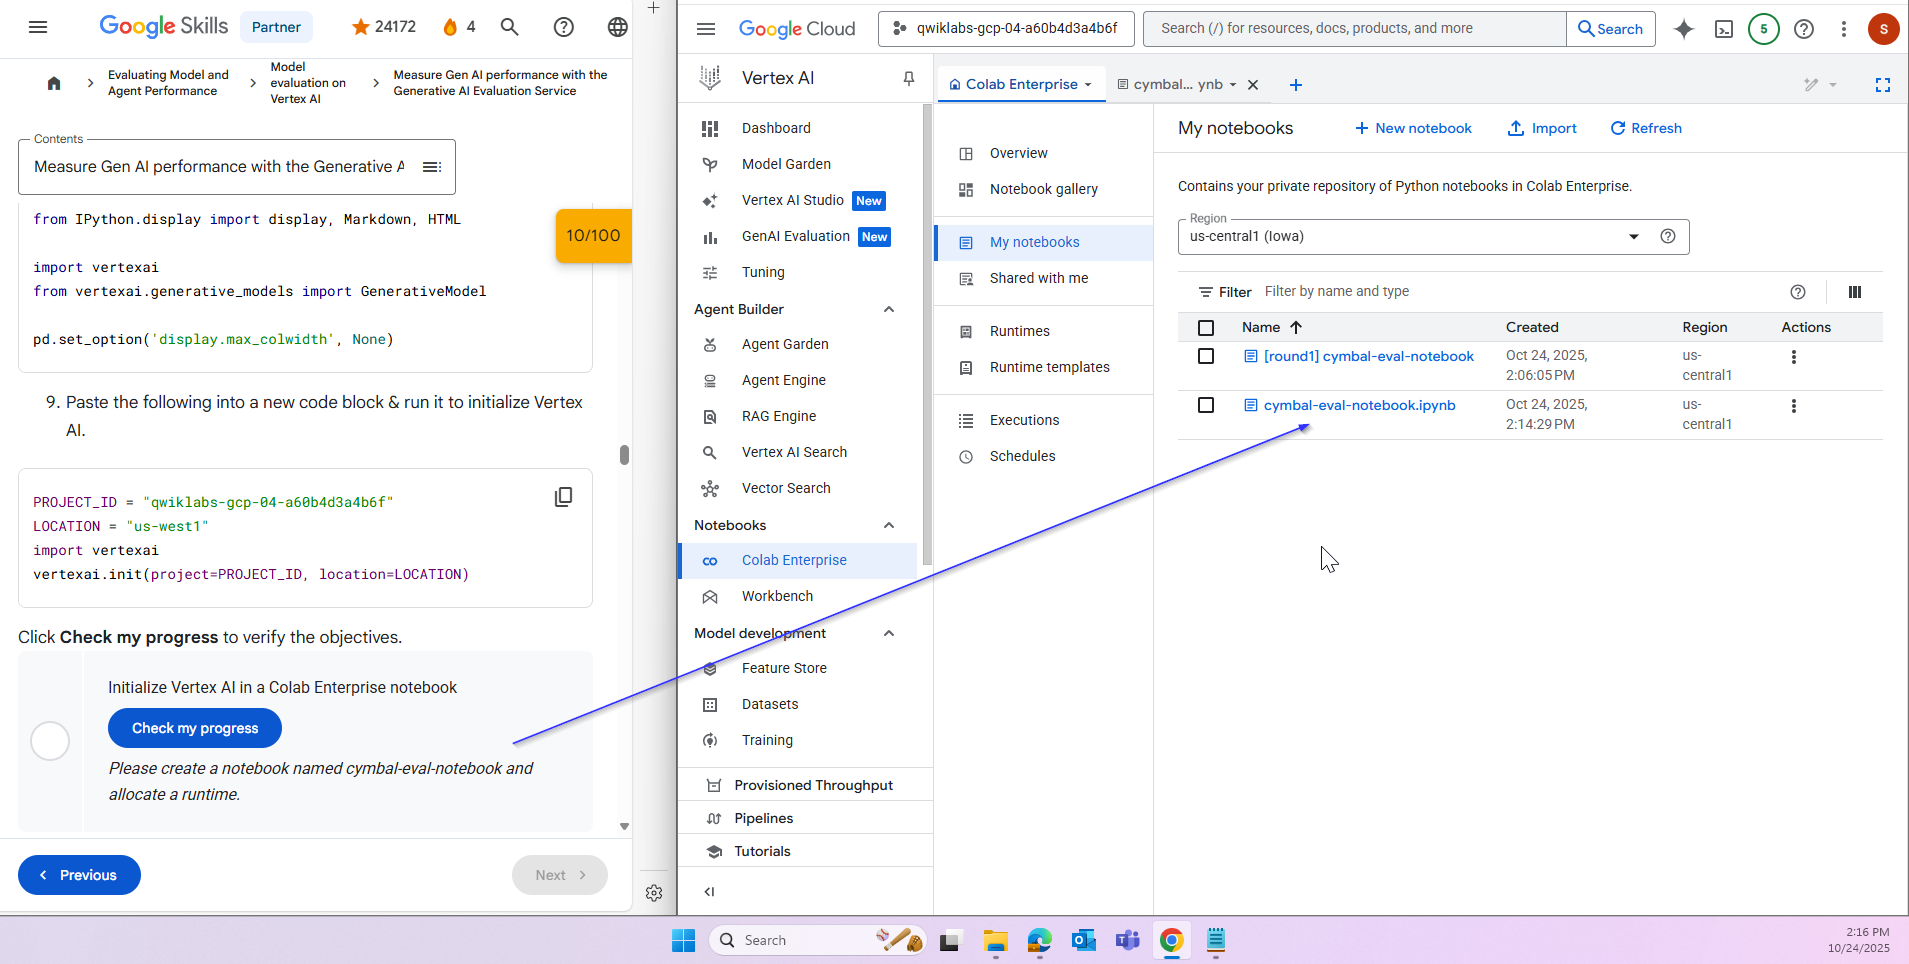 Google Skills
Partner
24172
4
Evaluating Model and
Agent Performance
Model
evaluation on
Vertex AI
Measure Gen AI performance with the
Generative AI Evaluation Service
Contents
Measure Gen AI performance with the Generative A
from IPython.display import display, Markdown, HTML
10/100
import vertexai
from vertexai.generative_models import GenerativeModel
pd.set_option('display.max_colwidth', None)
9. Paste the following into a new code block & run it to initialize Vertex
AI.
PROJECT_ID = "qwiklabs-gcp-04-a60b4d3a4b6f"
LOCATION = "us-west1"
import vertexai
vertexai.init(project=PROJECT_ID, location=LOCATION)
Click Check my progress to verify the objectives.
Initialize Vertex AI in a Colab Enterprise notebook
Check my progress
Please create a notebook named cymbal-eval-notebook and
allocate a runtime.
Previous
Next
Google Cloud
qwiklabs-gcp-04-a60b4d3a4b6f
Search (/) for resources, docs, products, and more
Search
5
S
Vertex AI
Dashboard
Model Garden
Vertex AI Studio New
GenAI Evaluation New
Tuning
Agent Builder
Agent Garden
Agent Engine
RAG Engine
Vertex AI Search
Vector Search
Notebooks
Colab Enterprise
Workbench
Model development
Feature Store
Datasets
Training
Provisioned Throughput
Pipelines
Tutorials
Colab Enterprise
cymbal... ynb
Overview
Notebook gallery
My notebooks
Shared with me
Runtimes
Runtime templates
Executions
Schedules
My notebooks
New notebook
Import
Refresh
Contains your private repository of Python notebooks in Colab Enterprise.
Region
us-central1 (Iowa)
Filter Filter by name and type
Name Created Region Actions
[round1] cymbal-eval-notebook Oct 24, 2025, us-
2:06:05 PM central1
cymbal-eval-notebook.ipynb Oct 24, 2025, us-
2:14:29 PM central1
Search
2:16 PM
10/24/2025